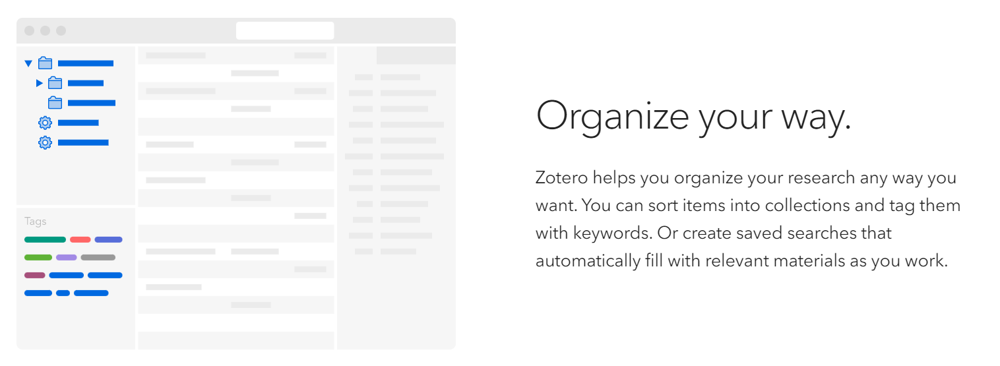 Tags
Organize your way.
Zotero helps you organize your research any way you
want. You can sort items into collections and tag them
with keywords. Or create saved searches that
automatically fill with relevant materials as you work.